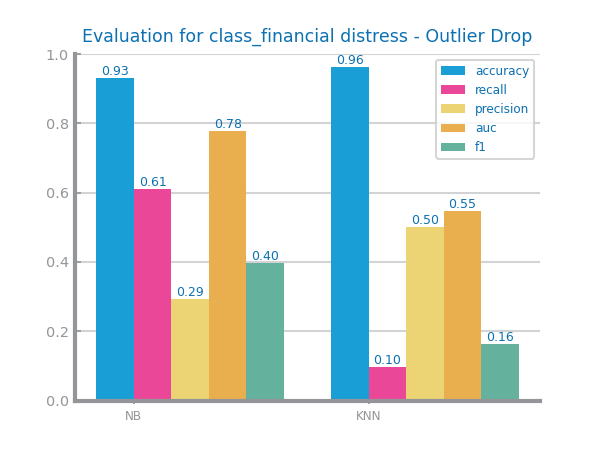 Evaluation for class_financial distress - Outlier Drop
1.0
0.8
0.6
0.4
0.2
0.0
0.93
0.61
0.29
0.78
0.40
0.96
0.10
0.50
0.55
0.16
accuracy
recall
precision
auc
f1
NB
KNN